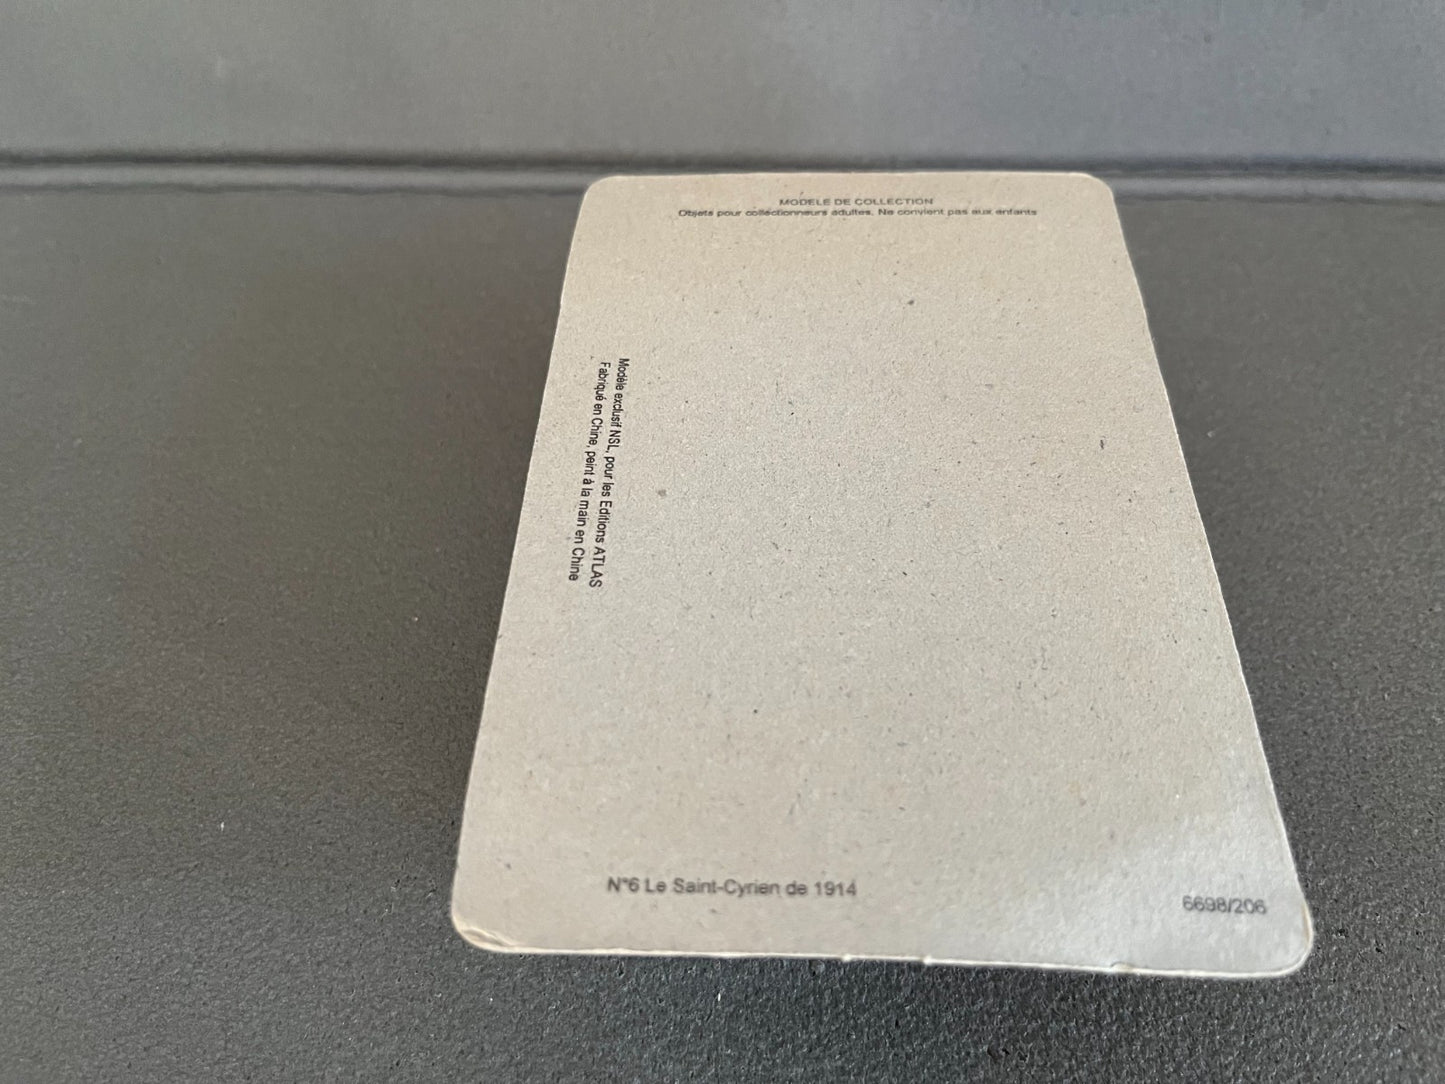 MODELE DE COLLECTION
Objets pour collectionneurs adultes. Ne convient pas aux enfants
Modèle exclusif NSL, pour les Editions ATLAS
Fabriqué en Chine, peint à la main en Chine
N°6 Le Saint-Cyrien de 1914
6698/206